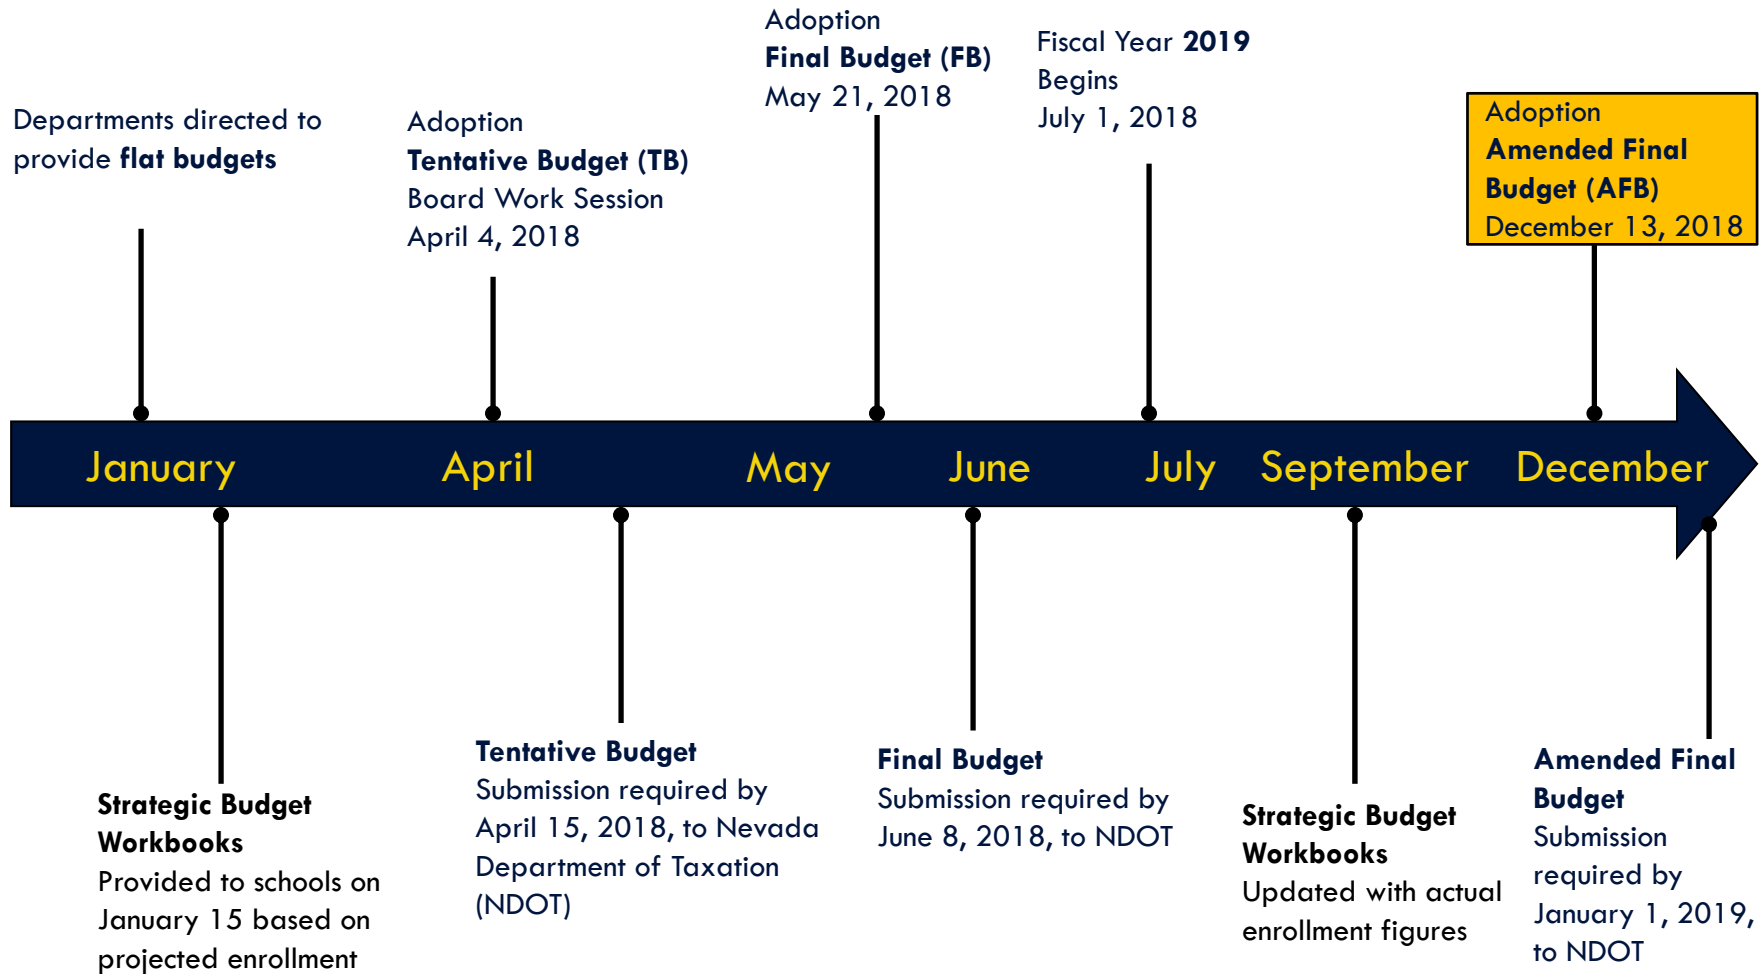 Departments directed to
provide flat budgets
Adoption
Tentative Budget (TB)
Board Work Session
April 4, 2018
Adoption
Final Budget (FB)
May 21, 2018
Fiscal Year 2019
Begins
July 1, 2018
Adoption
Amended Final
Budget (AFB)
December 13, 2018
January April May June July September December
Strategic Budget
Workbooks
Provided to schools on
January 15 based on
projected enrollment
Tentative Budget
Submission required by
April 15, 2018, to Nevada
Department of Taxation
(NDOT)
Final Budget
Submission required by
June 8, 2018, to NDOT
Strategic Budget
Workbooks
Updated with actual
enrollment figures
Amended Final
Budget
Submission
required by
January 1, 2019,
to NDOT